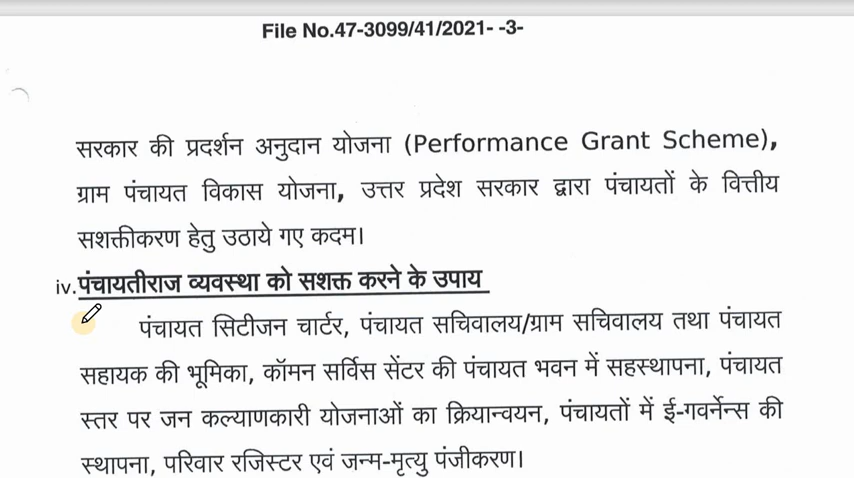 File No.47-3099/41/2021- -3-
सरकार की प्रदर्शन अनुदान योजना (Performance Grant Scheme),
ग्राम पंचायत विकास योजना, उत्तर प्रदेश सरकार द्वारा पंचायतों के वित्तीय
सशक्तीकरण हेतु उठाये गए कदम।
iv. पंचायतीराज व्यवस्था को सशक्त करने के उपाय
पंचायत सिटीजन चार्टर, पंचायत सचिवालय/ग्राम सचिवालय तथा पंचायत
सहायक की भूमिका, कॉमन सर्विस सेंटर की पंचायत भवन में सहस्थापना, पंचायत
स्तर पर जन कल्याणकारी योजनाओं का क्रियान्वयन, पंचायतों में ई-गवर्नेन्स की
स्थापना, परिवार रजिस्टर एवं जन्म-मृत्यु पंजीकरण।